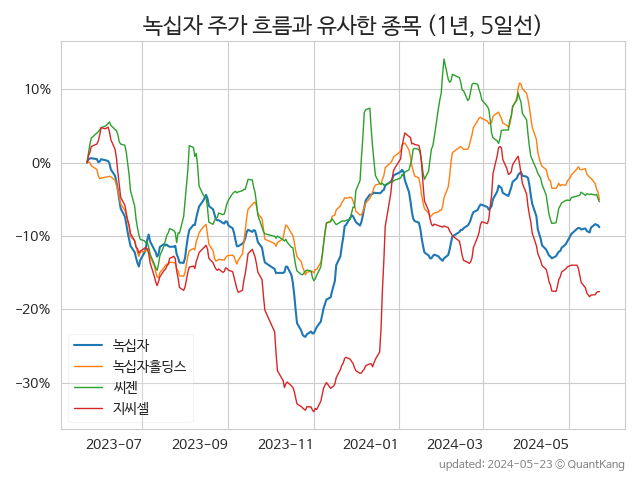 녹십자 주가 흐름과 유사한 종목 (1년, 5일선)
10%
0%
−10%
−20%
−30%
녹십자
녹십자홀딩스
씨젠
지씨셀
2023-07
2023-09
2023-11
2024-01
2024-03
2024-05
updated: 2024-05-23 © QuantKang